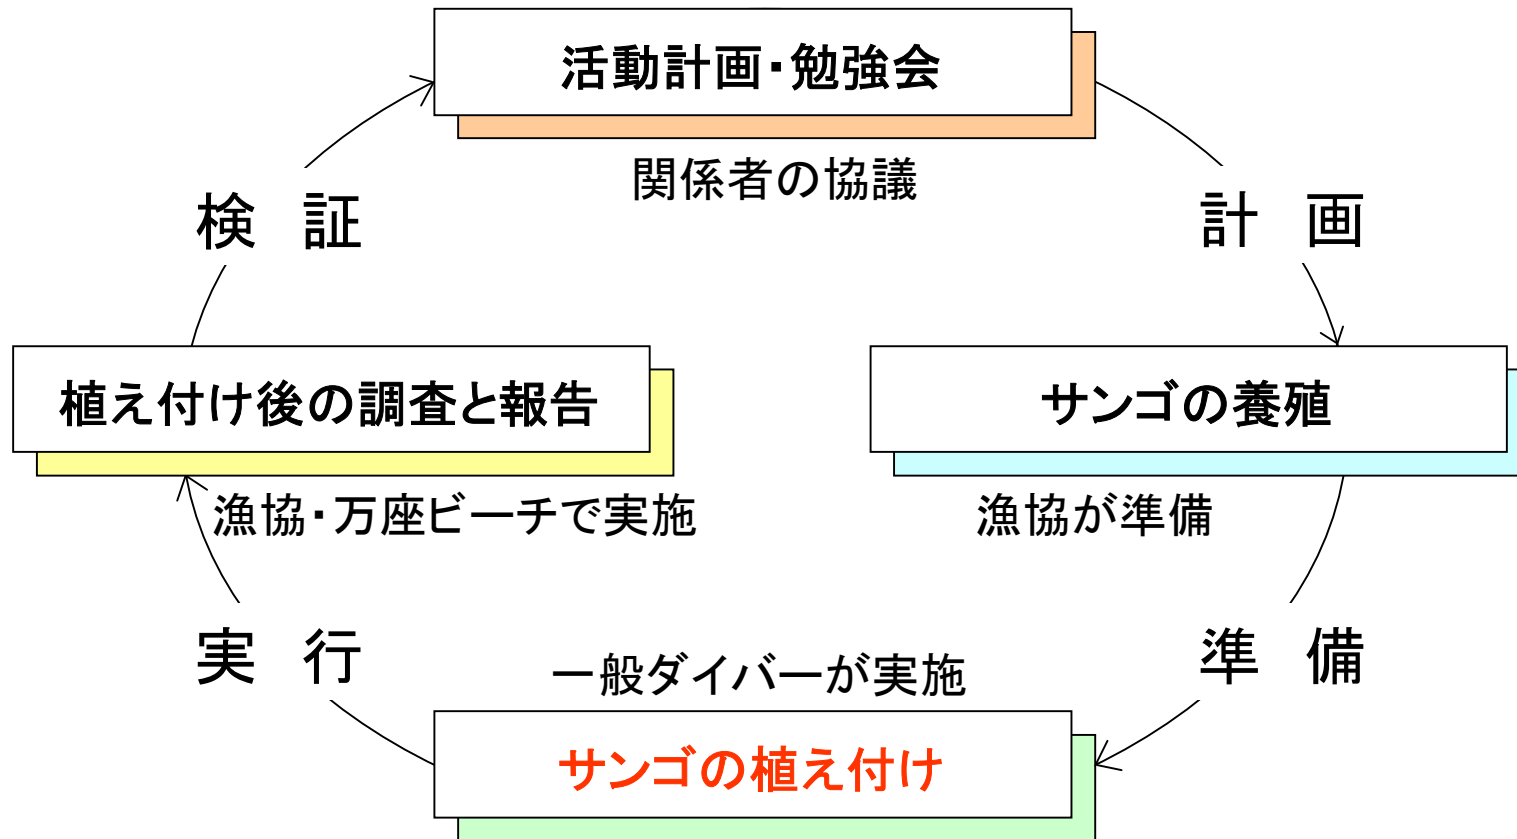 活動計画・勉強会
関係者の協議
検 証
計 画
植え付け後の調査と報告
サンゴの養殖
漁協・万座ビーチで実施
漁協が準備
実 行
準 備
一般ダイバーが実施
サンゴの植え付け